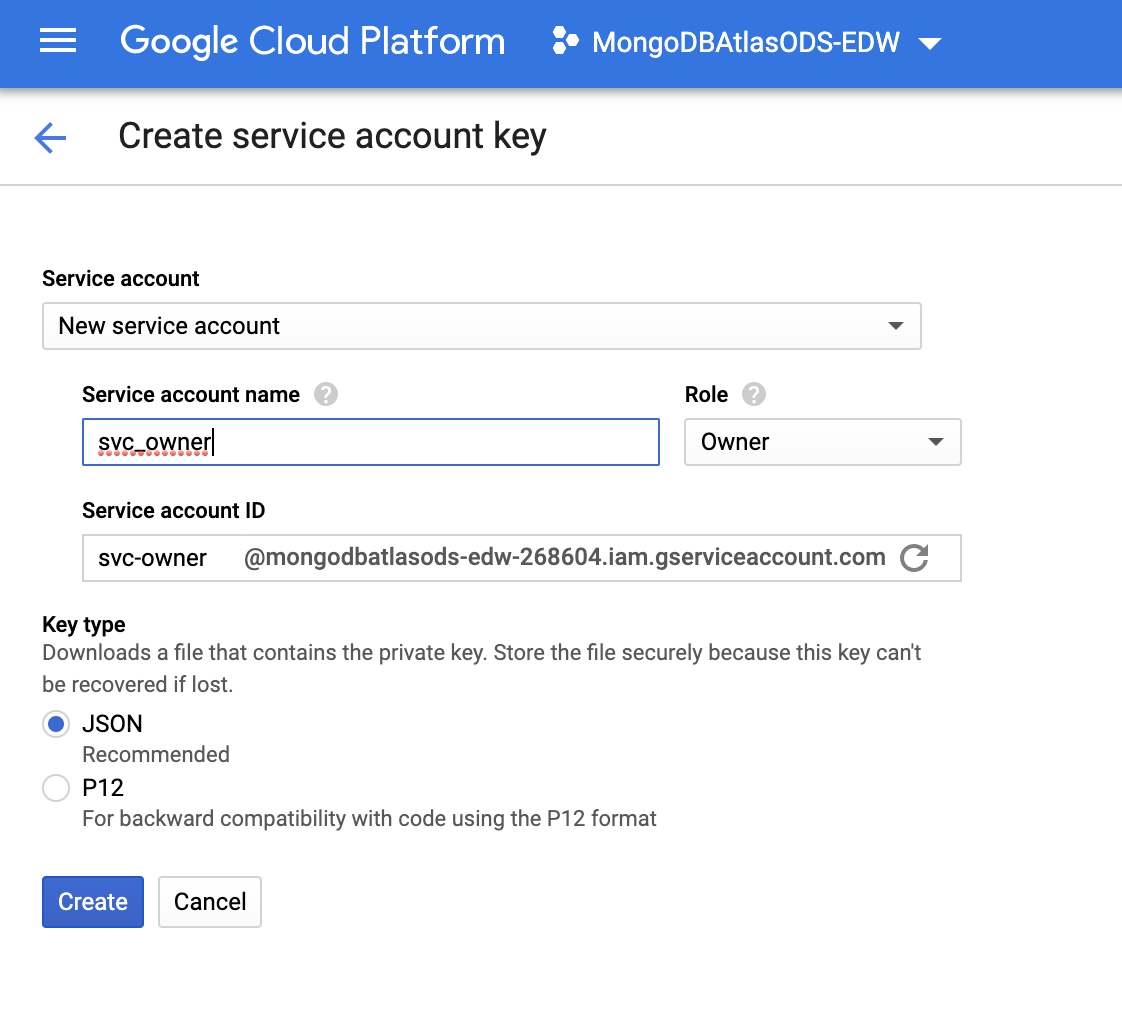 Google Cloud Platform MongoDBAtlasODS-EDW
Create service account key
Service account
New service account
Service account name ? Role ?
svc_owner Owner
Service account ID
svc-owner @mongodbatlasods-edw-268604.iam.gserviceaccount.com
Key type
Downloads a file that contains the private key. Store the file securely because this key can't
be recovered if lost.
JSON
Recommended
P12
For backward compatibility with code using the P12 format
Create Cancel